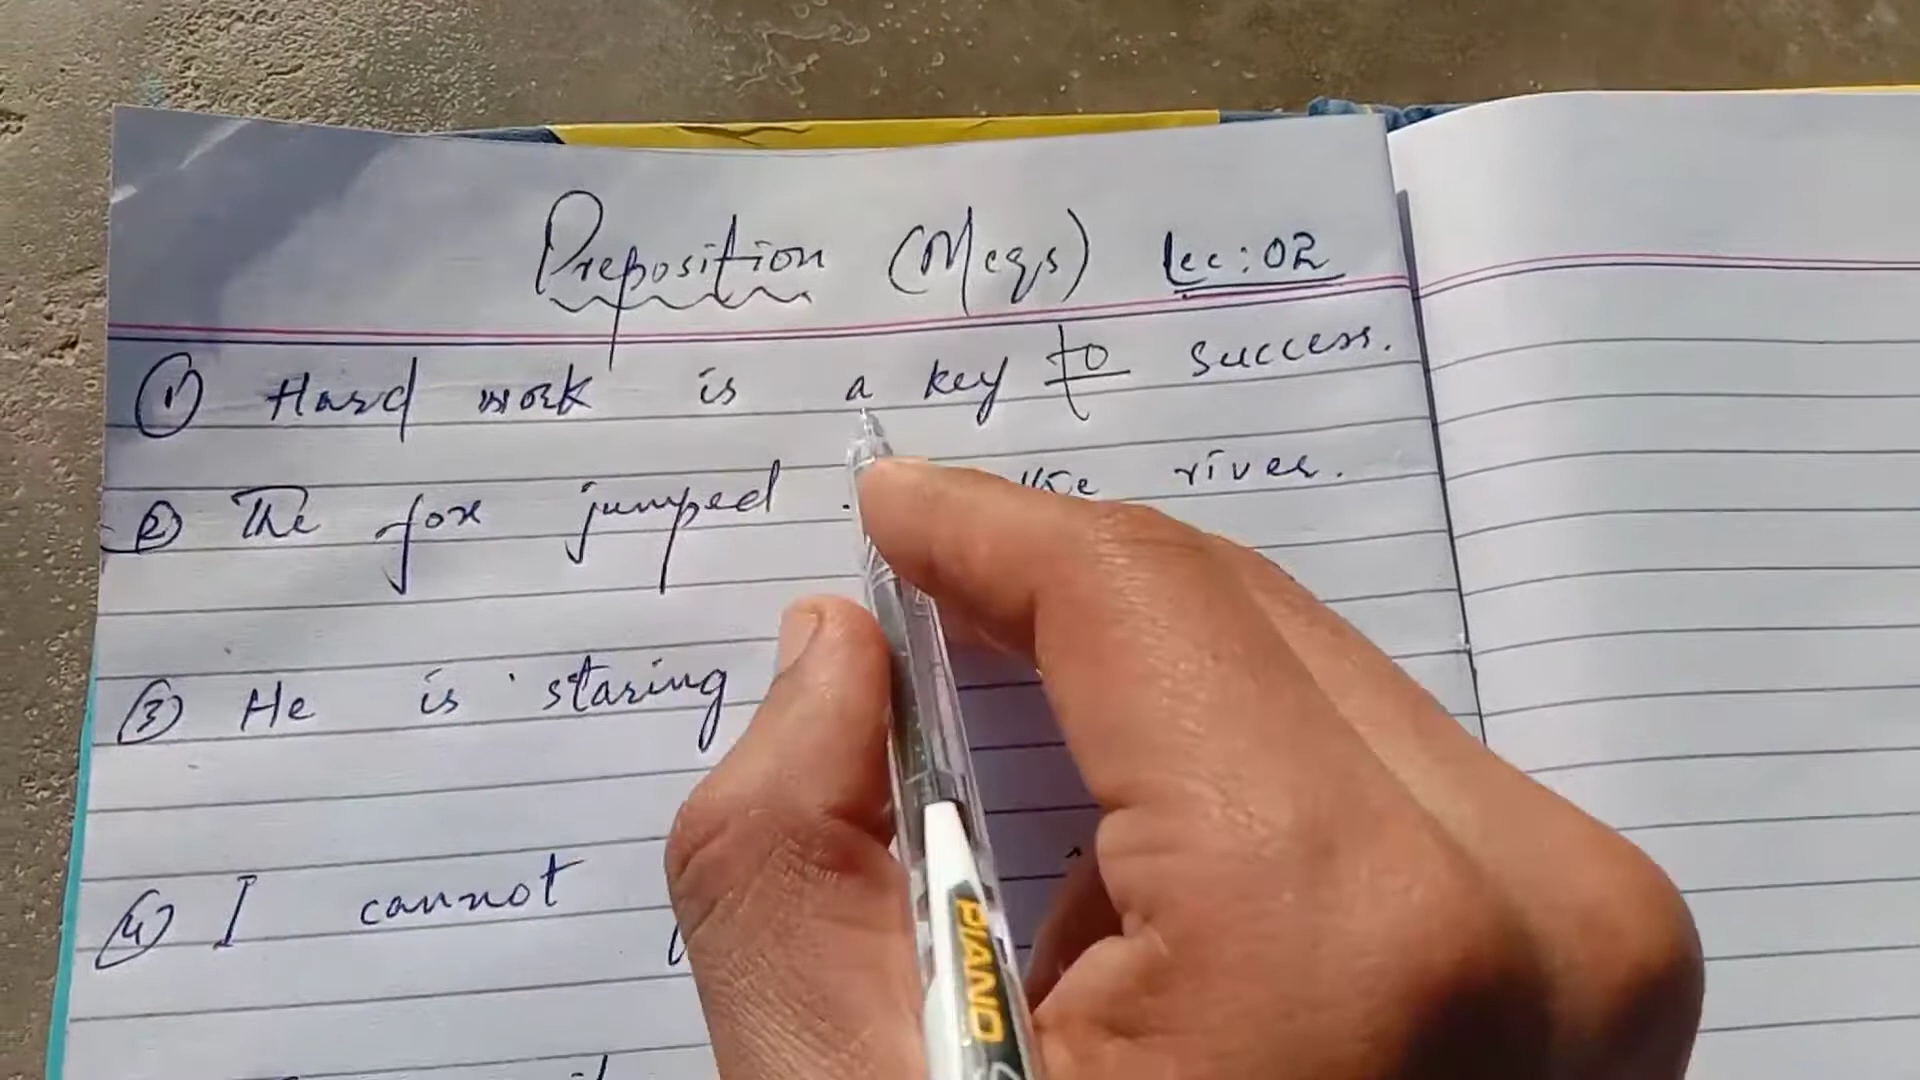 Preposition (Mcqs) Lec:02
① Hard work is a key to success.
② The fox jumped . the river.
③ He is staring
④ I cannot
PIANO